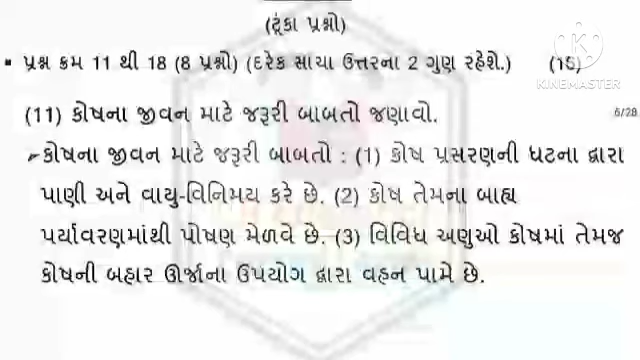 (ટૂંકા પ્રશ્નો)
▪ પ્રશ્ન ક્રમ 11 થી 18 (8 પ્રશ્નો) (દરેક સાચા ઉત્તરના 2 ગુણ રહેશે.) (16)
KINEMASTER
(11) કોષના જીવન માટે જરૂરી બાબતો જણાવો.
6/28
કોષના જીવન માટે જરૂરી બાબતો : (1) કોષ પ્રસરણની ઘટના દ્વારા
પાણી અને વાયુ-વિનિમય કરે છે. (2) કોષ તેમના બાહ્ય
પર્યાવરણમાંથી પોષણ મેળવે છે. (3) વિવિધ અણુઓ કોષમાં તેમજ
કોષની બહાર ઊર્જાના ઉપયોગ દ્વારા વહન પામે છે.